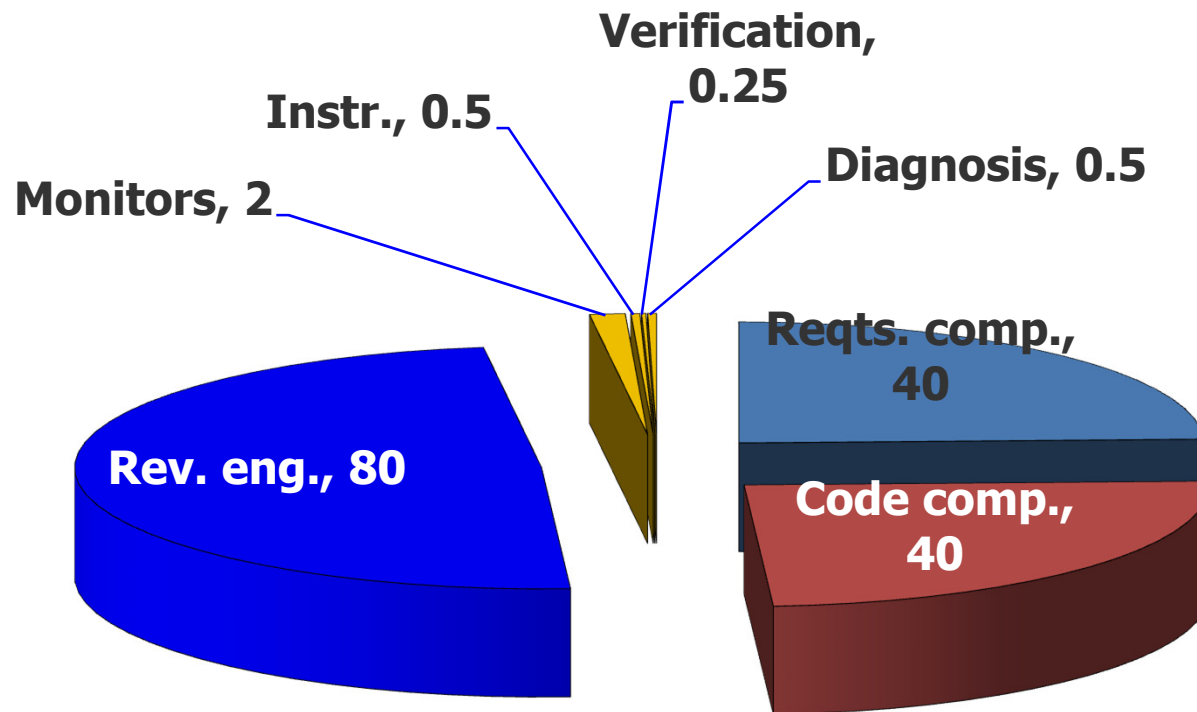 Verification,
0.25
Instr., 0.5
Diagnosis, 0.5
Monitors, 2
Reqts. comp.,
40
Rev. eng., 80
Code comp.,
40